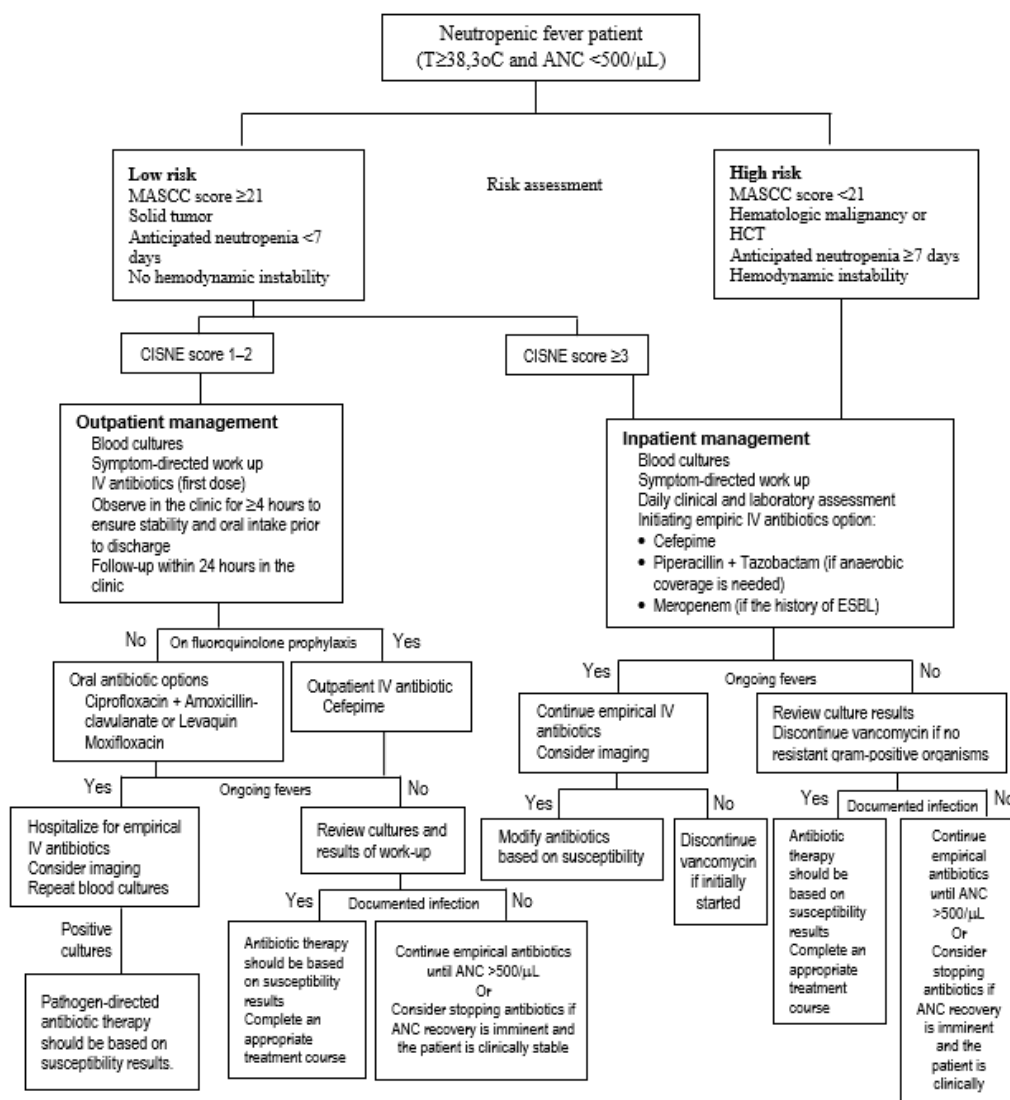 Neutropenic fever patient
(T≥38,3oC and ANC <500/µL)
Low risk
MASCC score ≥21
Solid tumor
Anticipated neutropenia <7
days
No hemodynamic instability
Risk assessment
High risk
MASCC score <21
Hematologic malignancy or
HCT
Anticipated neutropenia ≥7 days
Hemodynamic instability
CISNE score 1–2
CISNE score ≥3
Outpatient management
Blood cultures
Symptom-directed work up
IV antibiotics (first dose)
Observe in the clinic for ≥4 hours to
ensure stability and oral intake prior
to discharge
Follow-up within 24 hours in the
clinic
Inpatient management
Blood cultures
Symptom-directed work up
Daily clinical and laboratory assessment
Initiating empiric IV antibiotics option:
• Cefepime
• Piperacillin + Tazobactam (if anaerobic
coverage is needed)
• Meropenem (if the history of ESBL)
No
On fluoroquinolone prophylaxis
Yes
Oral antibiotic options
Ciprofloxacin + Amoxicillin-
clavulanate or Levaquin
Moxifloxacin
Outpatient IV antibiotic
Cefepime
Yes
Ongoing fevers
No
Continue empirical IV
antibiotics
Consider imaging
Review culture results
Discontinue vancomycin if no
resistant gram-positive organisms
Yes
Ongoing fevers
No
Hospitalize for empirical
IV antibiotics
Consider imaging
Repeat blood cultures
Review cultures and
results of work-up
Yes
No
Modify antibiotics
based on susceptibility
Discontinue
vancomycin
if initially
started
Yes
Documented infection
No
Antibiotic
therapy
should be
based on
susceptibility
results
Complete an
appropriate
treatment
course
Continue
empirical
antibiotics
until ANC
>500/µL
Or
Consider
stopping
antibiotics if
ANC recovery
is imminent
and the
patient is
clinically
Positive
cultures
Yes
Documented infection
No
Pathogen-directed
antibiotic therapy
should be based on
susceptibility results.
Antibiotic therapy
should be based
on susceptibility
results
Complete an
appropriate
treatment course
Continue empirical antibiotics
until ANC >500/µL
Or
Consider stopping antibiotics if
ANC recovery is imminent and
the patient is clinically stable